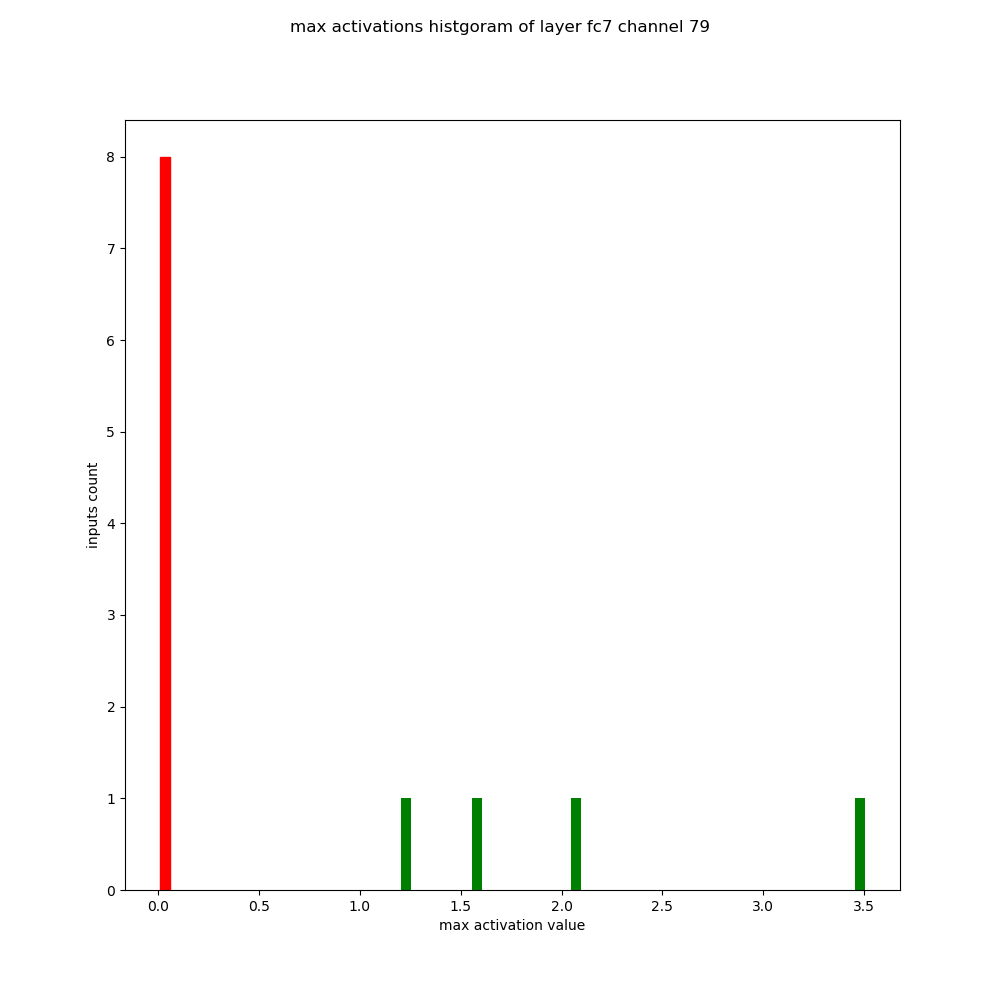 max activations histgoram of layer fc7 channel 79
8
7
6
5
4
3
2
1
0
inputs count
0.0 0.5 1.0 1.5 2.0 2.5 3.0 3.5
max activation value